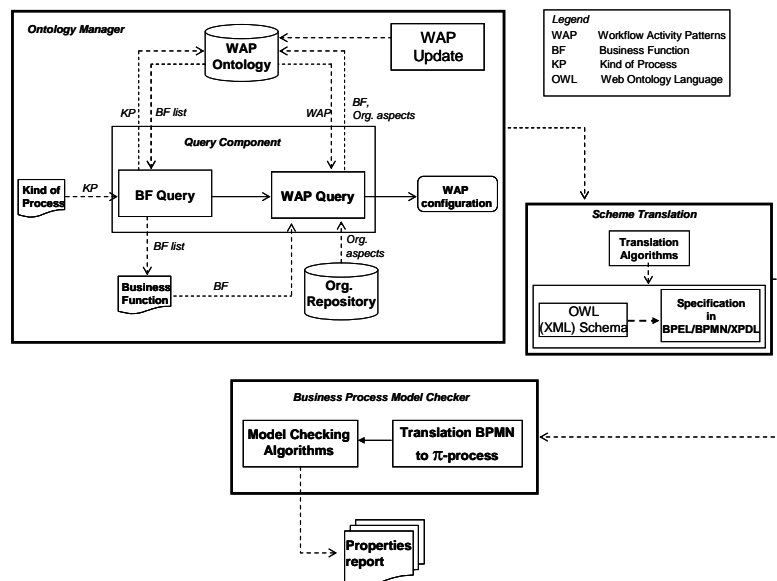 Ontology Manager
WAP
Ontology
WAP
Update
Legend
WAP Workflow Activity Patterns
BF Business Function
KP Kind of Process
OWL Web Ontology Language
KP
BF list
WAP
BF,
Org. aspects
Query Component
Kind of
Process
KP
BF Query
WAP Query
WAP
configuration
BF list
Org.
aspects
Business
Function
BF
Org.
Repository
Scheme Translation
Translation
Algorithms
OWL
(XML) Schema
Specification
in
BPEL/BPMN/XPDL
Business Process Model Checker
Model Checking
Algorithms
Translation BPMN
to π-process
Properties
report